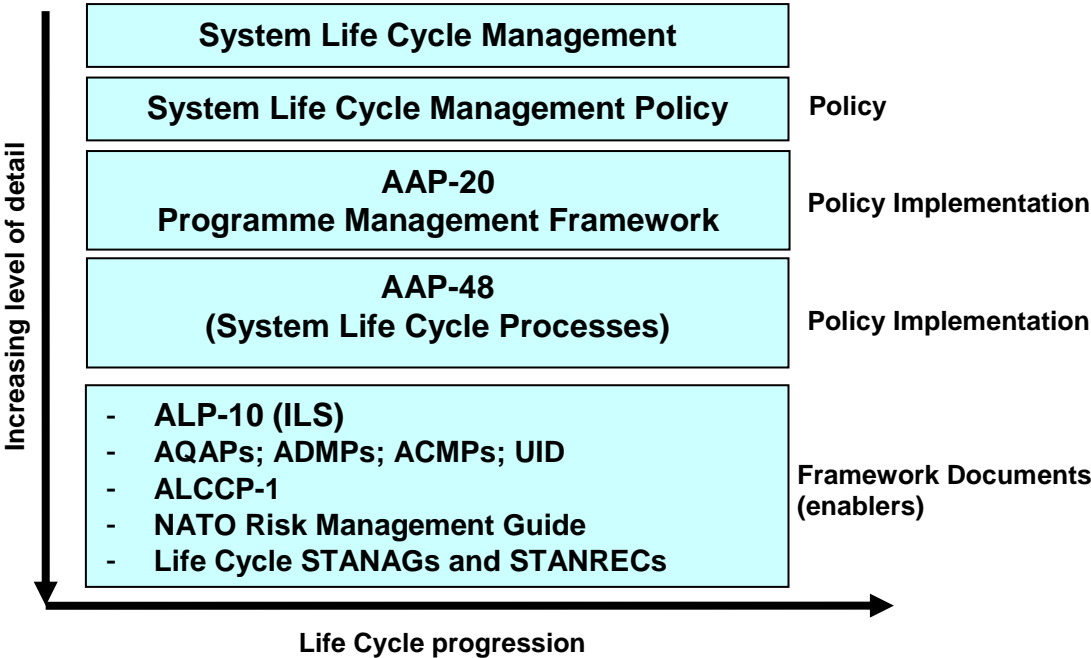 System Life Cycle Management
System Life Cycle Management Policy
Policy
AAP-20
Programme Management Framework
Policy Implementation
AAP-48
(System Life Cycle Processes)
Policy Implementation
- ALP-10 (ILS)
- AQAPs; ADMPs; ACMPs; UID
- ALCCP-1
- NATO Risk Management Guide
- Life Cycle STANAGs and STANRECs
Framework Documents
(enablers)
Increasing level of detail
Life Cycle progression